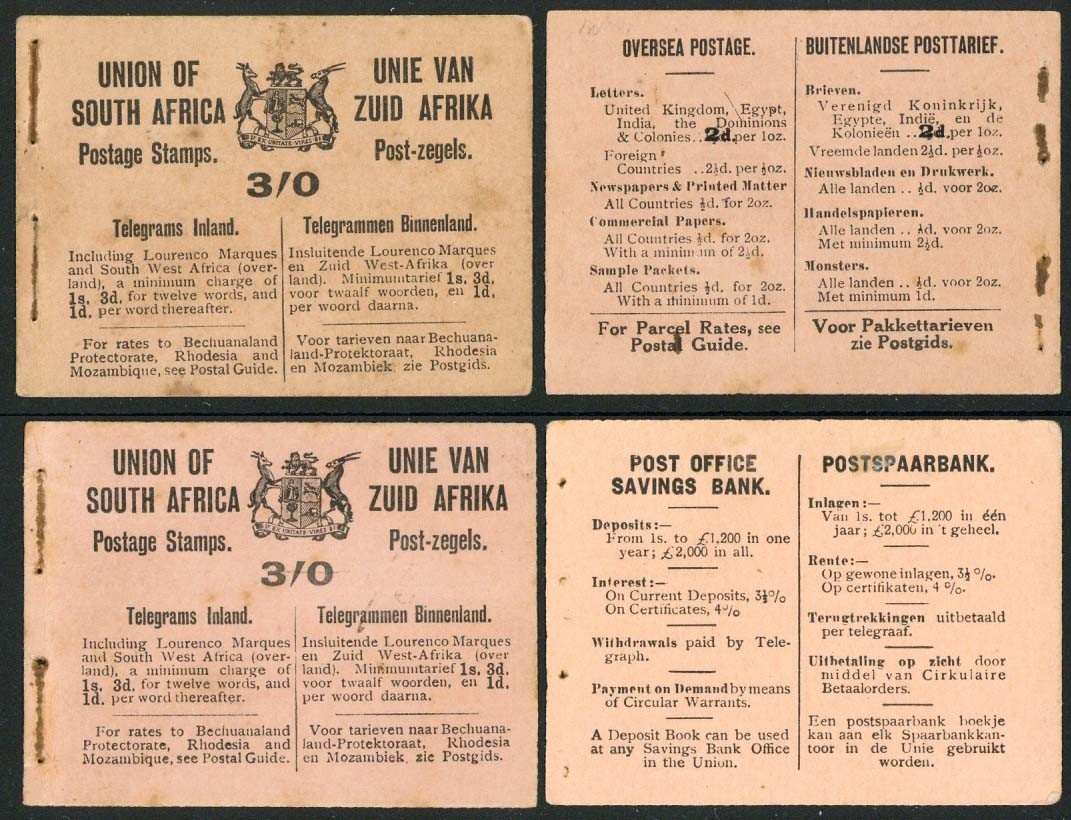 UNION OF
SOUTH AFRICA
Postage Stamps.
UNIE VAN
ZUID AFRIKA
Post-zegels.
EX UNITATE VIRES
3/0
Telegrams Inland.
Including Lourenco Marques
and South West Africa (over-
land), a minimum charge of
1s. 3d. for twelve words, and
1d. per word thereafter.
For rates to Bechuanaland
Protectorate, Rhodesia and
Mozambique, see Postal Guide.
Telegrammen Binnenland.
Insluitende Lourenco Marques
en Zuid West-Afrika (over
land). Minimumtarief 1s. 3d.
voor twaalf woorden, en 1d.
per woord daarna.
Voor tarieven naar Bechuana-
land-Protektoraat, Rhodesia
en Mozambiek, zie Postgids.
OVERSEA POSTAGE.
Letters.
United Kingdom, Egypt,
India, the Dominions
& Colonies.. 2d. per 1oz.
Foreign
Countries ..2½d. per ½oz.
Newspapers & Printed Matter
All Countries ½d. for 2oz.
Commercial Papers.
All Countries ½d. for 2oz.
With a minimum of 2½d.
Sample Packets.
All Countries ½d. for 2oz.
With a minimum of 1d.
For Parcel Rates, see
Postal Guide.
BUITENLANDSE POSTTARIEF.
Brieven.
Verenigd Koninkrijk,
Egypte, Indië, en de
Kolonieën .. 2d. per 1oz.
Vreemde landen 2½d. per ½oz.
Nieuwsbladen en Drukwerk.
Alle landen .. ½d. voor 2oz.
Handelspapieren.
Alle landen .. ½d. voor 2oz.
Met minimum 2½d.
Monsters.
Alle landen .. ½d. voor 2oz.
Met minimum 1d.
Voor Pakkettarieven
zie Postgids.
UNION OF
SOUTH AFRICA
Postage Stamps.
UNIE VAN
ZUID AFRIKA
Post-zegels.
EX UNITATE VIRES
3/0
Telegrams Inland.
Including Lourenco Marques
and South West Africa (over-
land), a minimum charge of
1s. 3d. for twelve words, and
1d. per word thereafter.
For rates to Bechuanaland
Protectorate, Rhodesia and
Mozambique, see Postal Guide.
Telegrammen Binnenland.
Insluitende Lourenco Marques
en Zuid West-Afrika (over
land). Minimumtarief 1s. 3d.
voor twaalf woorden, en 1d.
per woord daarna.
Voor tarieven naar Bechuana-
land-Protektoraat, Rhodesia
en Mozambiek, zie Postgids.
POST OFFICE
SAVINGS BANK.
Deposits:—
From 1s. to £1,200 in one
year; £2,000 in all.
Interest:—
On Current Deposits, 3½%
On Certificates, 4%
Withdrawals paid by Tele-
graph.
Payment on Demand by means
of Circular Warrants.
A Deposit Book can be used
at any Savings Bank Office
in the Union.
POSTSPAARBANK.
Inlagen:—
Van 1s. tot £1,200 in één
jaar; £2,000 in 't geheel.
Rente:—
Op gewone inlagen, 3½%.
Op certifikaten, 4%.
Terugtrekkingen uitbetaald
per telegraaf.
Uitbetaling op zicht door
middel van Cirkulaire
Betaalorders.
Een postspaarbank boekje
kan aan elk Spaarbankkan-
toor in de Unie gebruikt
worden.